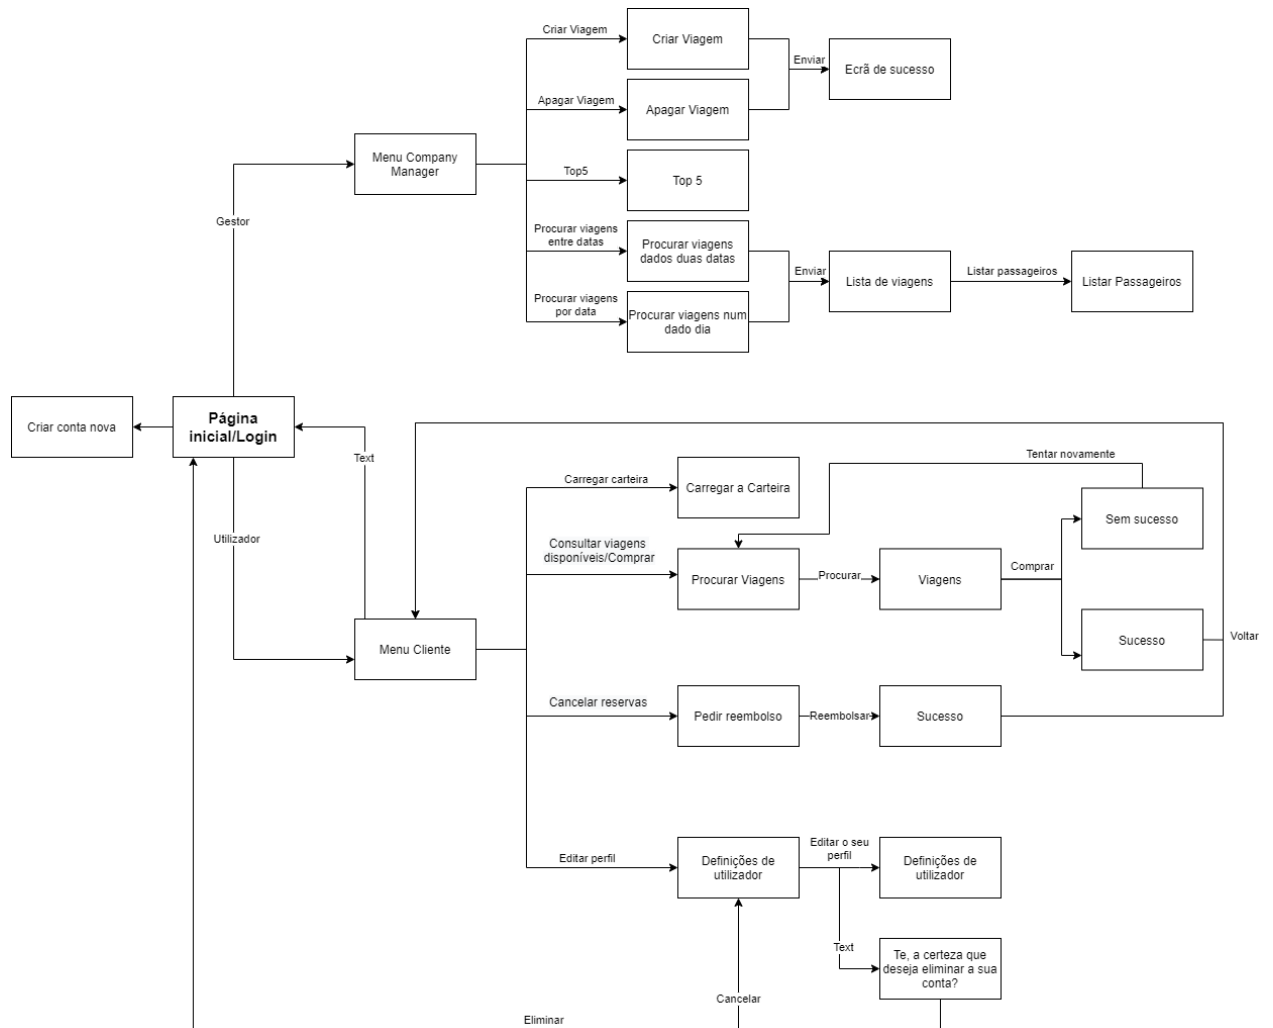 Criar Viagem
Criar Viagem
Enviar
Ecrã de sucesso
Apagar Viagem
Apagar Viagem
Menu Company
Manager
Top5
Top 5
Gestor
Procurar viagens
entre datas
Procurar viagens
dados duas datas
Enviar
Lista de viagens
Listar passageiros
Listar Passageiros
Procurar viagens
por data
Procurar viagens num
dado dia
Criar conta nova
Página
inicial/Login
Text
Utilizador
Carregar carteira
Carregar a Carteira
Tentar novamente
Sem sucesso
Consultar viagens
disponíveis/Comprar
Procurar Viagens
Procurar
Viagens
Comprar
Menu Cliente
Sucesso
Voltar
Cancelar reservas
Pedir reembolso
Reembolsar
Sucesso
Editar perfil
Definições de
utilizador
Editar o seu
perfil
Definições de
utilizador
Text
Te, a certeza que
deseja eliminar a sua
conta?
Cancelar
Eliminar